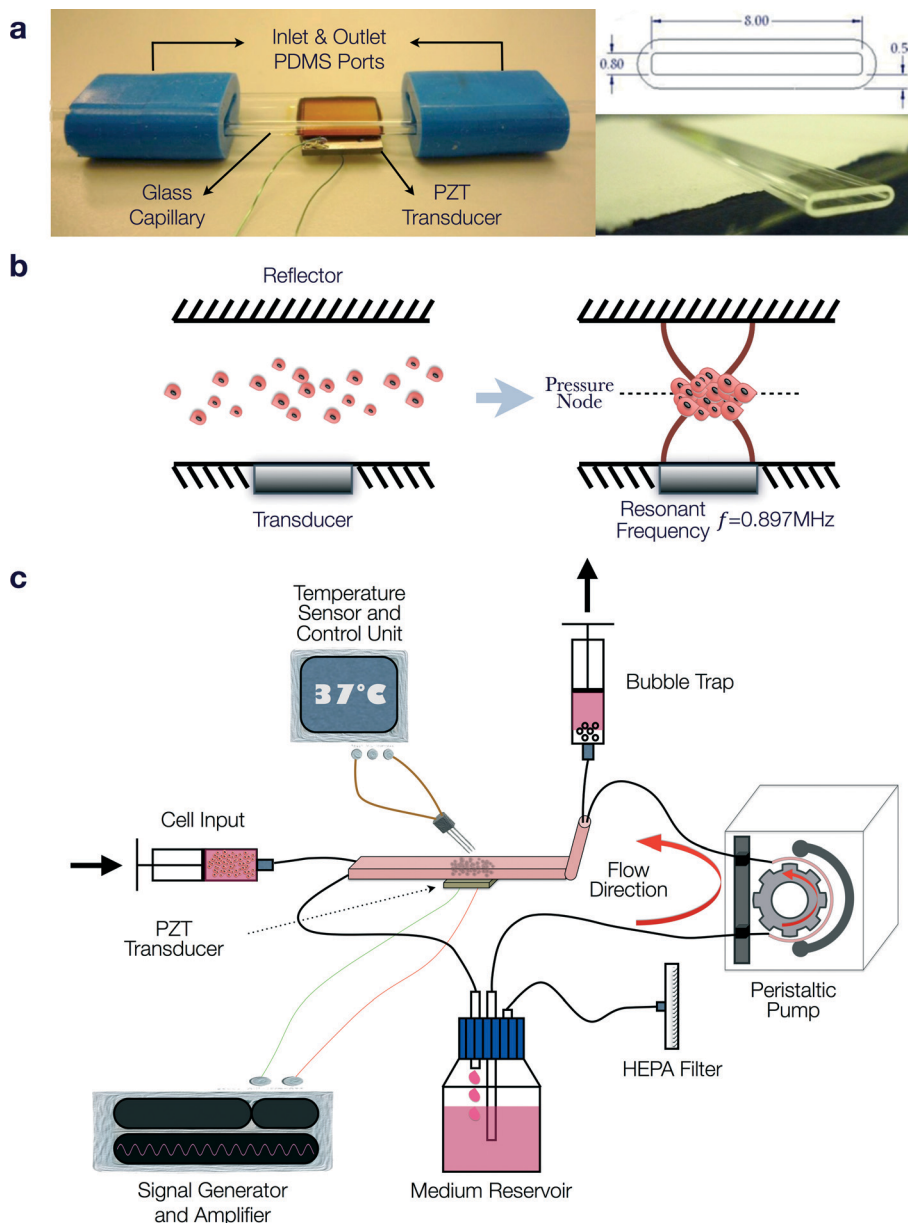 a
Inlet & Outlet
PDMS Ports
Glass
Capillary
PZT
Transducer
8.00
0.80
0.5
b
Reflector
Transducer
Pressure
Node
Resonant
Frequency f=0.897MHz
c
Temperature
Sensor and
Control Unit
37°C
Bubble Trap
Cell Input
PZT
Transducer
Flow
Direction
Peristaltic
Pump
HEPA Filter
Signal Generator
and Amplifier
Medium Reservoir